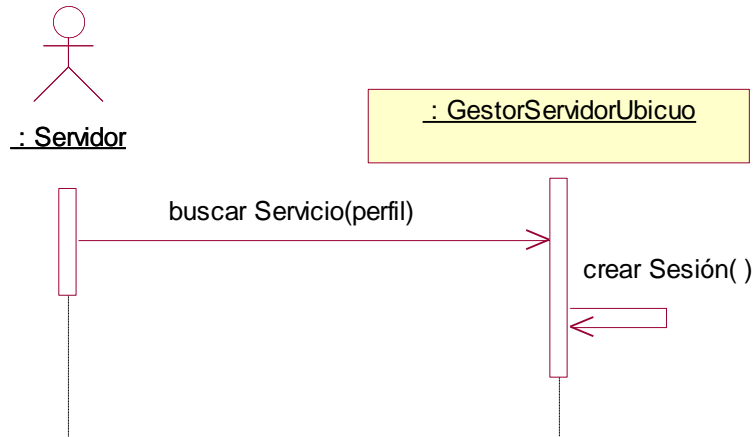 : Servidor
: GestorServidorUbicuo
buscar Servicio(perfil)
crear Sesión( )